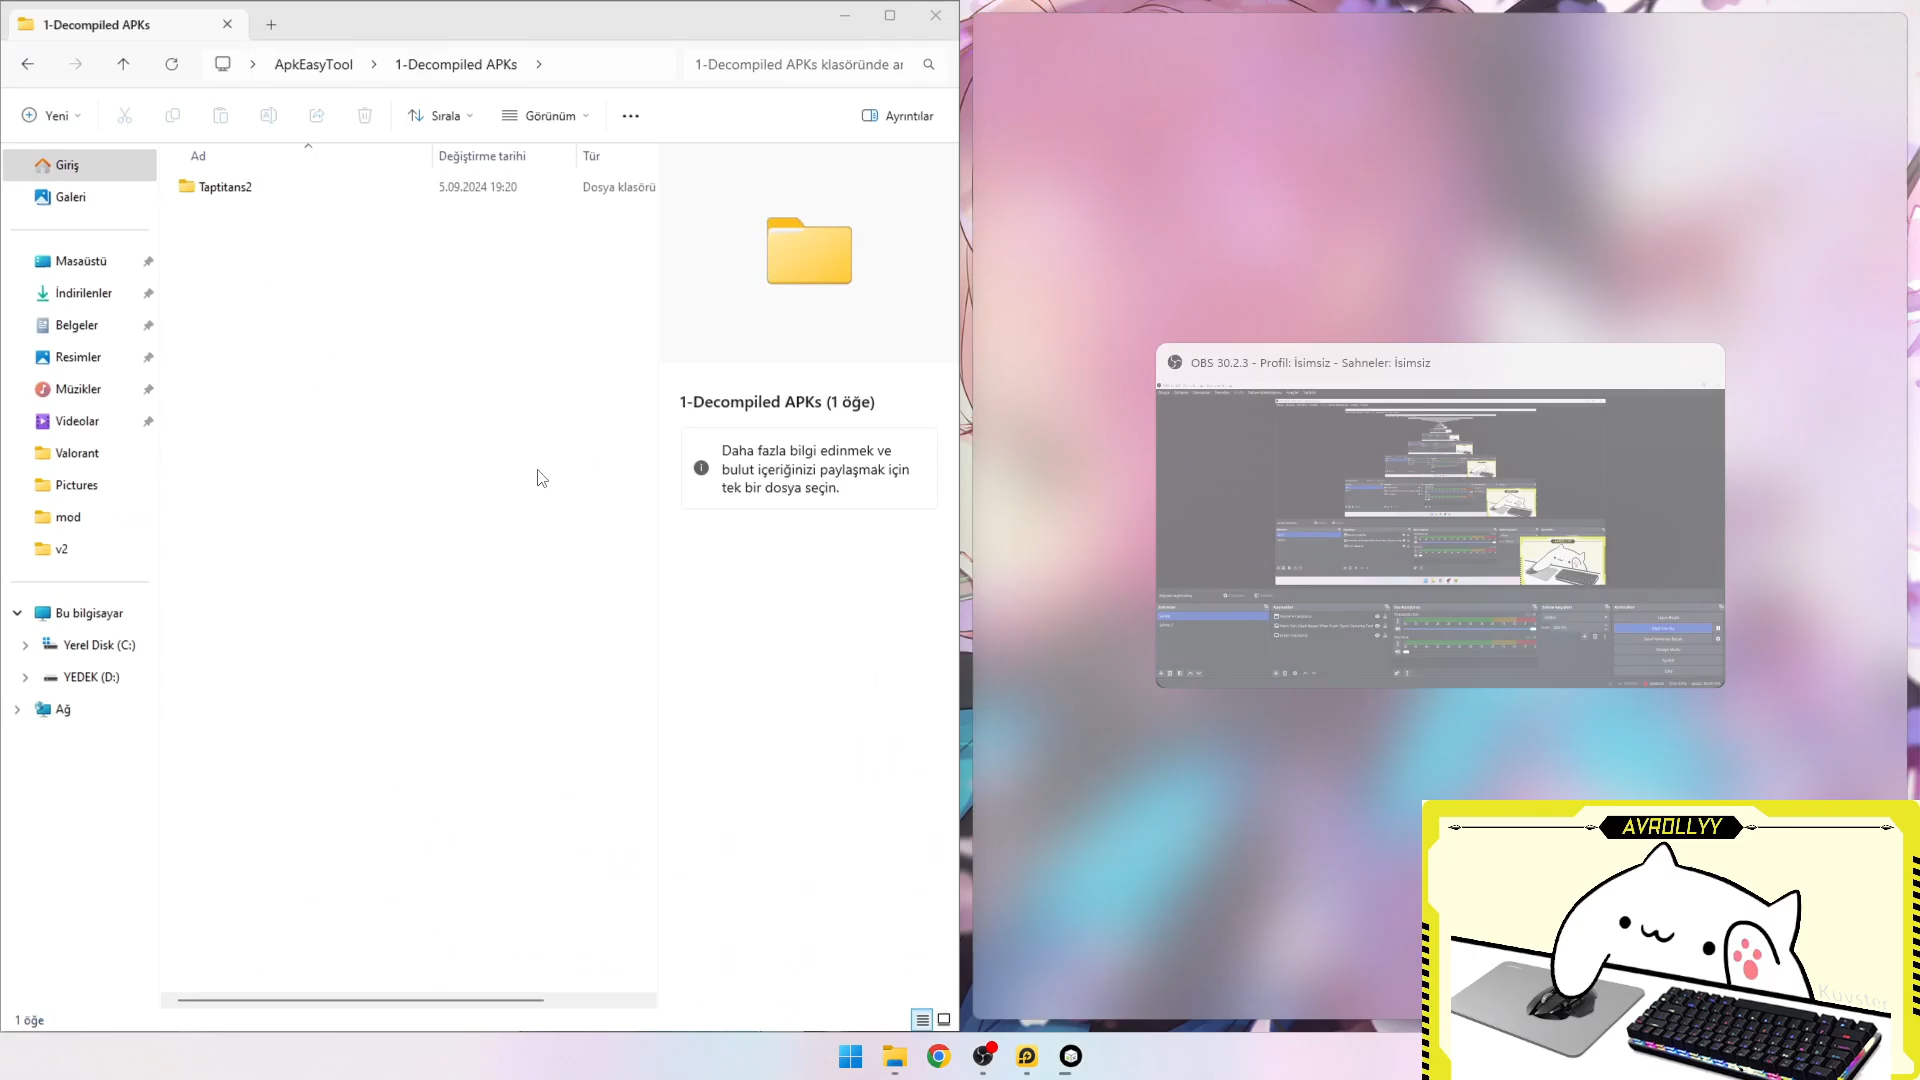 1-Decompiled APKs
ApkEasyTool
1-Decompiled APKs
1-Decompiled APKs klasöründe ar
Yeni
Sırala
Görünüm
Ayrıntılar
Giriş
Galeri
Masaüstü
İndirilenler
Belgeler
Resimler
Müzikler
Videolar
Valorant
Pictures
mod
v2
Bu bilgisayar
Yerel Disk (C:)
YEDEK (D:)
Ağ
Ad
Değiştirme tarihi
Tür
Taptitans2
5.09.2024 19:20
Dosya klasörü
1-Decompiled APKs (1 öğe)
Daha fazla bilgi edinmek ve
bulut içeriğinizi paylaşmak için
tek bir dosya seçin.
1 öğe
OBS 30.2.3 - Profil: İsimsiz - Sahneler: İsimsiz
AVROLLYY
Kuyster